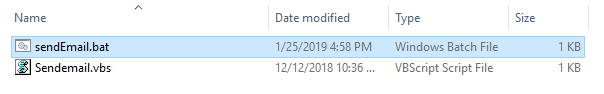 Name Date modified Type Size
sendEmail.bat 1/25/2019 4:58 PM Windows Batch File 1 KB
Sendemail.vbs 12/12/2018 10:36 ... VBScript Script File 1 KB